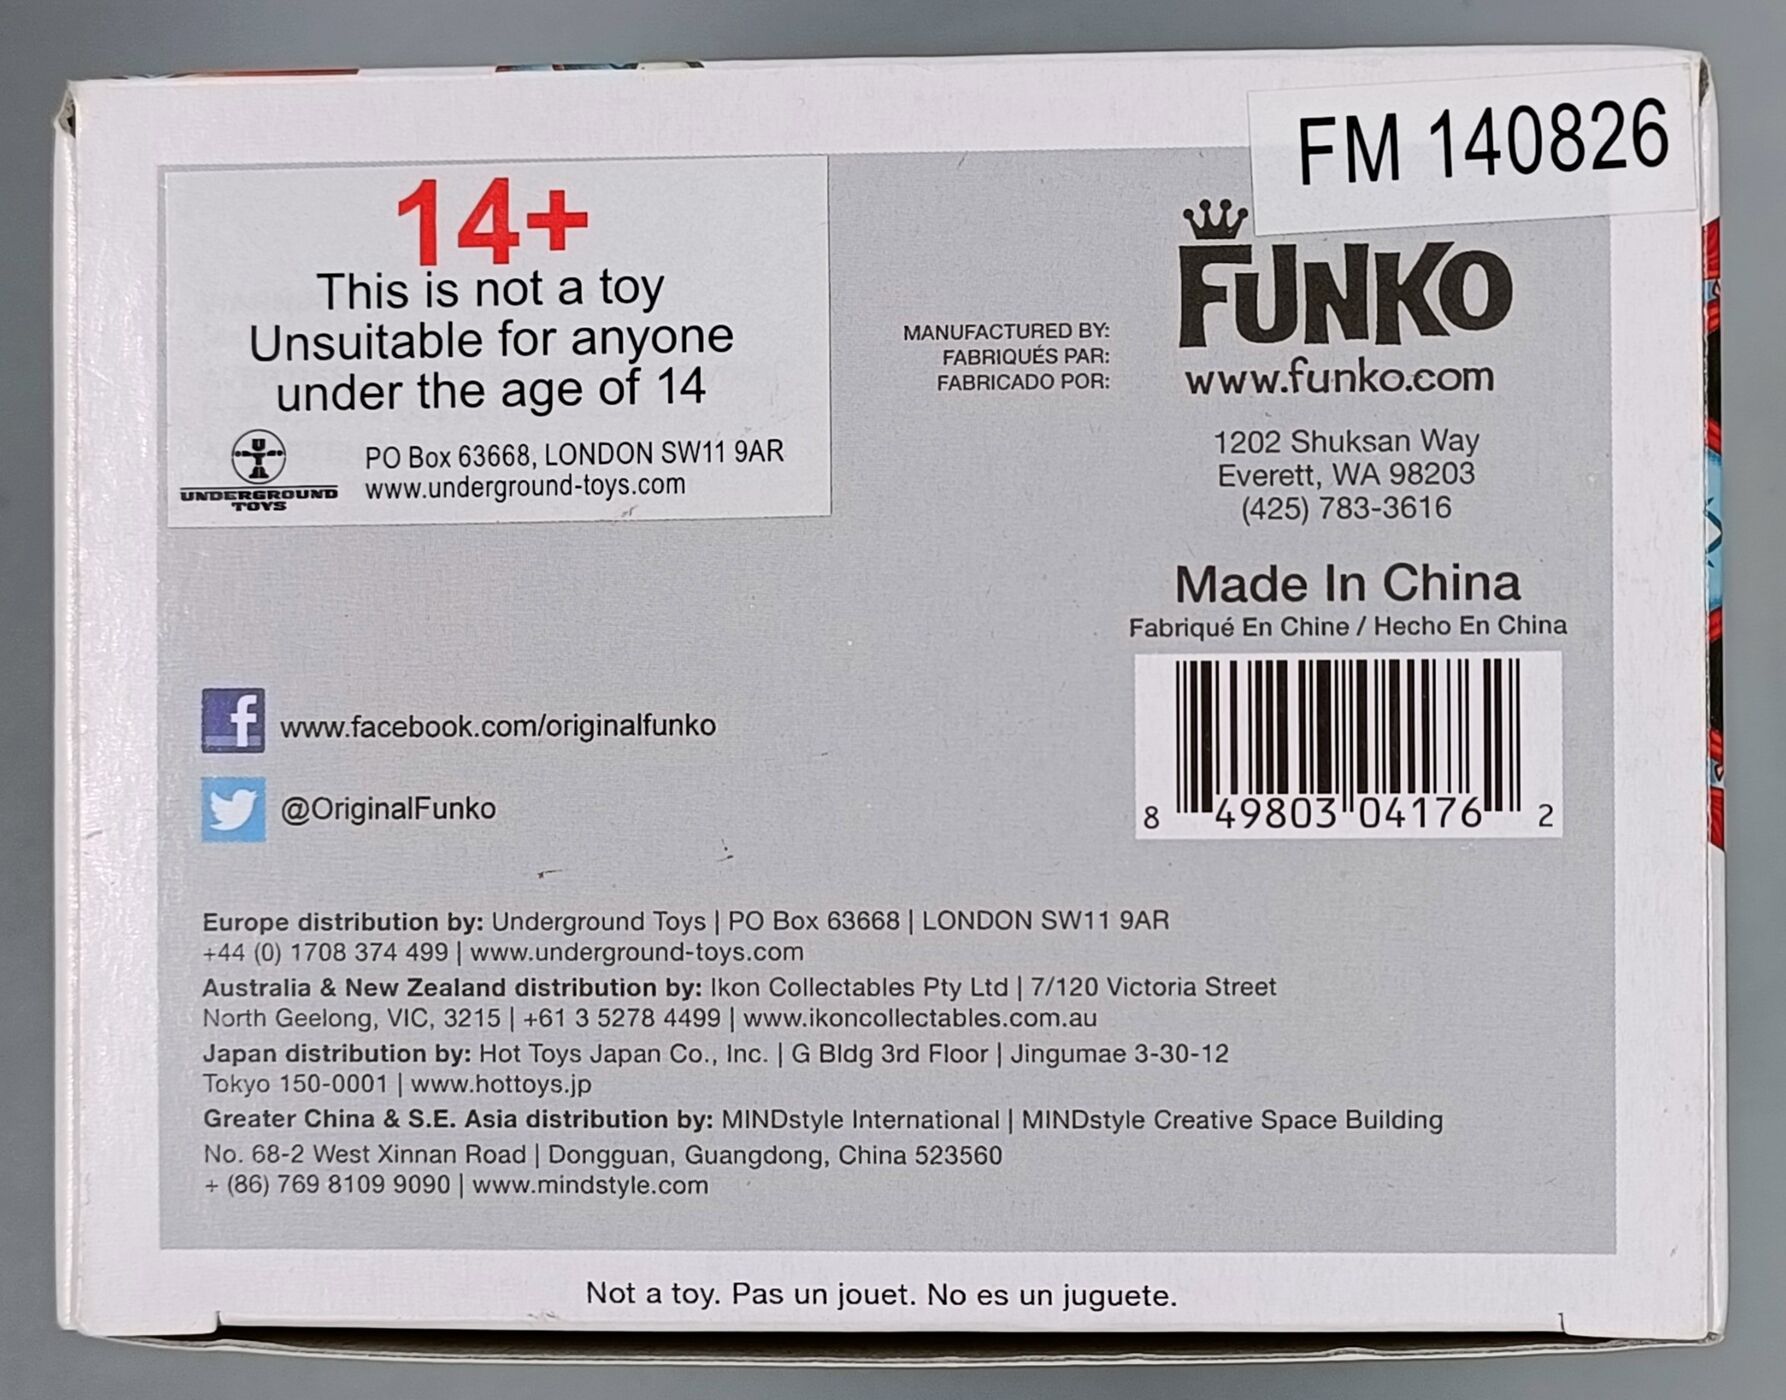 FM 140826
14+
This is not a toy
Unsuitable for anyone
under the age of 14
UTA
UNDERGROUND
TOYS
PO Box 63668, LONDON SW11 9AR
www.underground-toys.com
MANUFACTURED BY:
FABRIQUÉS PAR:
FABRICADO POR:
FUNKO
www.funko.com
1202 Shuksan Way
Everett, WA 98203
(425) 783-3616
Made In China
Fabriqué En Chine / Hecho En China
8 49803 04176 2
f www.facebook.com/originalfunko
@OriginalFunko
Europe distribution by: Underground Toys | PO Box 63668 | LONDON SW11 9AR
+44 (0) 1708 374 499 | www.underground-toys.com
Australia & New Zealand distribution by: Ikon Collectables Pty Ltd | 7/120 Victoria Street
North Geelong, VIC, 3215 | +61 3 5278 4499 | www.ikoncollectables.com.au
Japan distribution by: Hot Toys Japan Co., Inc. | G Bldg 3rd Floor | Jingumae 3-30-12
Tokyo 150-0001 | www.hottoys.jp
Greater China & S.E. Asia distribution by: MINDstyle International | MINDstyle Creative Space Building
No. 68-2 West Xinnan Road | Dongguan, Guangdong, China 523560
+ (86) 769 8109 9090 | www.mindstyle.com
Not a toy. Pas un jouet. No es un juguete.